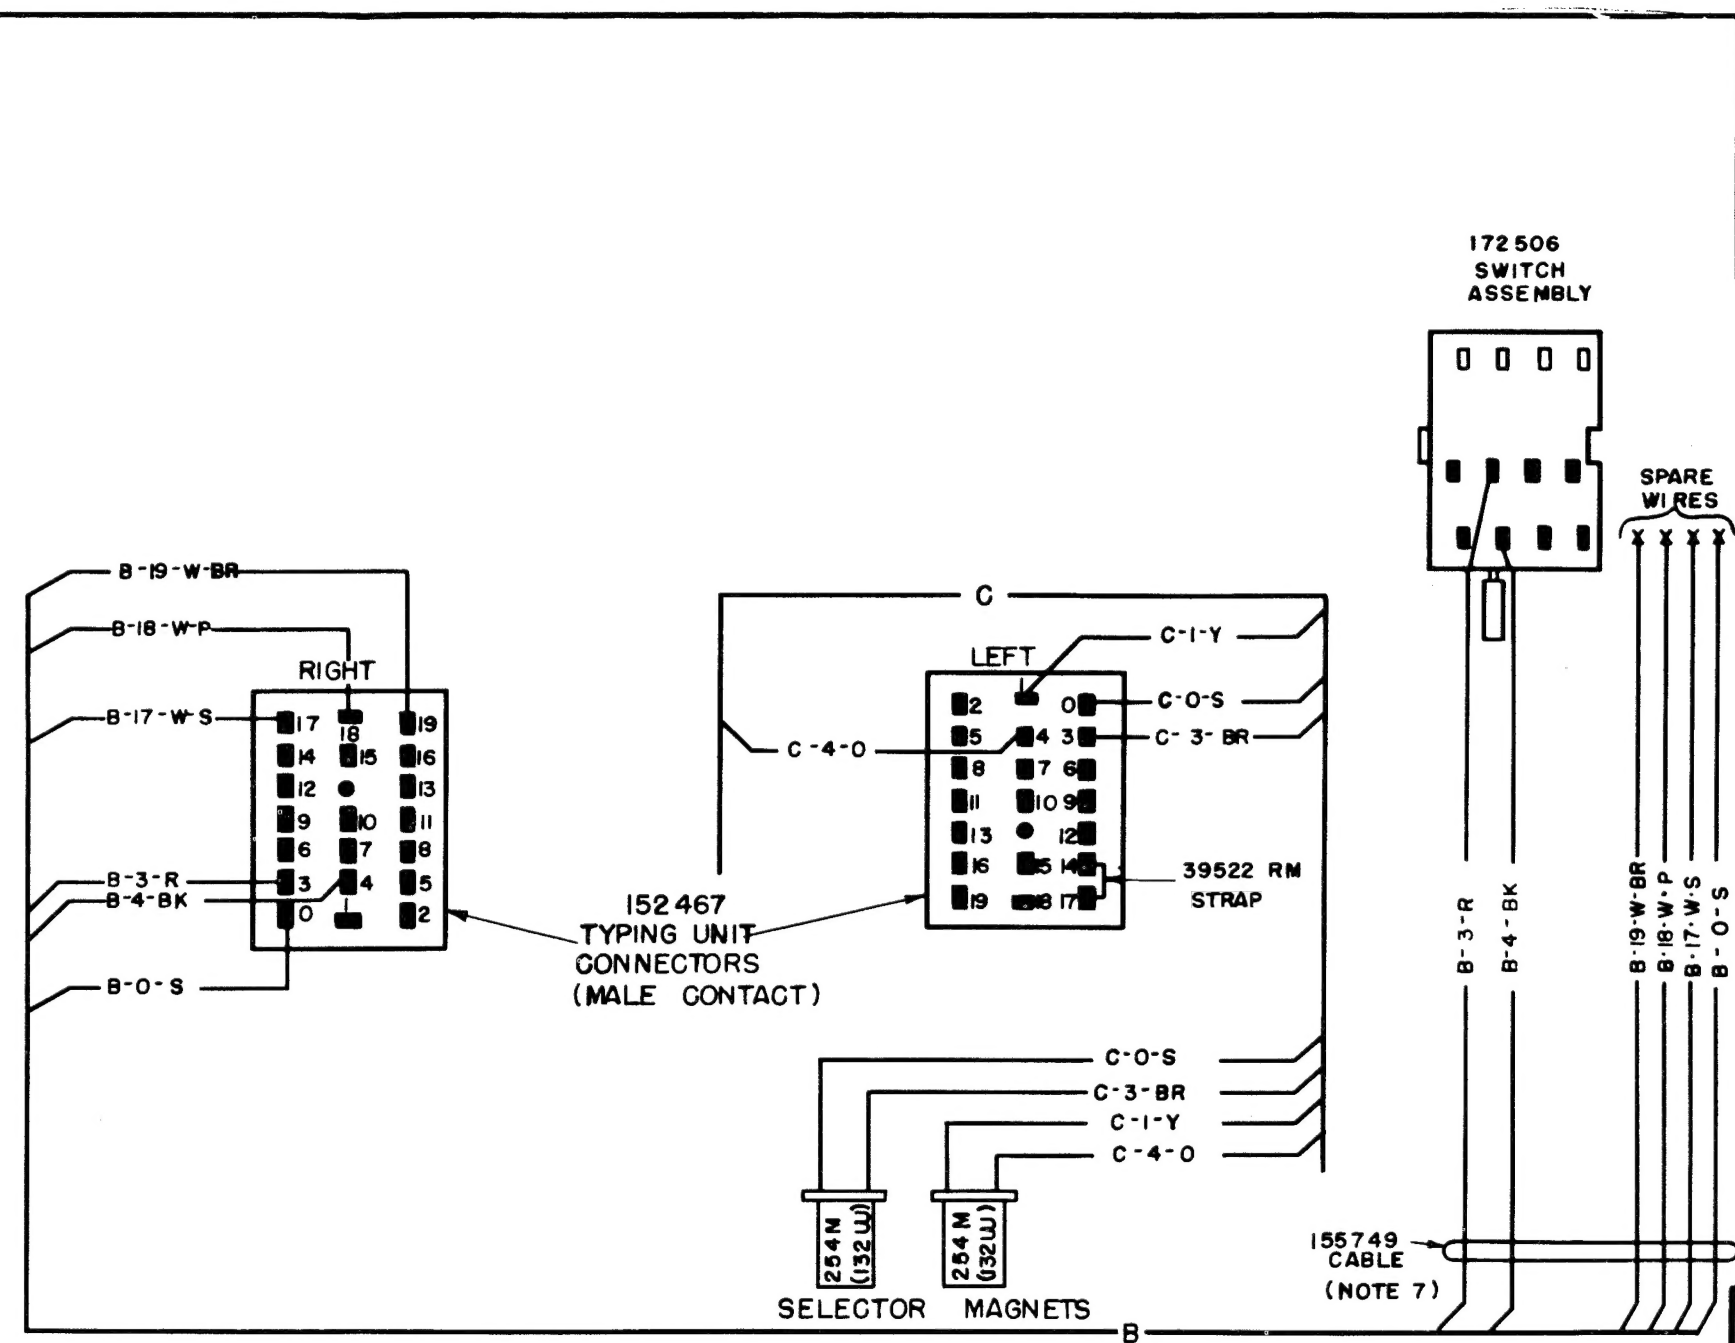 172506
SWITCH
ASSEMBLY
SPARE
WIRES
B-19-W-BR
B-18-W-P
B-17-W-S
B-3-R
B-4-BK
B-0-S
RIGHT
17 18 19
14 15 16
12 13
9 10 11
6 7 8
3 4 5
0 2
C
C-1-Y
LEFT
C-0-S
C-3-BR
C-4-O
2 0
5 4 3
8 7 6
11 10 9
13 12
16 15 14
19 18 17
39522 RM
STRAP
152467
TYPING UNIT
CONNECTORS
(MALE CONTACT)
C-0-S
C-3-BR
C-1-Y
C-4-O
254M
(132W)
254M
(132W)
SELECTOR MAGNETS
B-3-R
B-4-BK
B-19-W-BR
B-18-W-P
B-17-W-S
B-0-S
155749
CABLE
(NOTE 7)
B